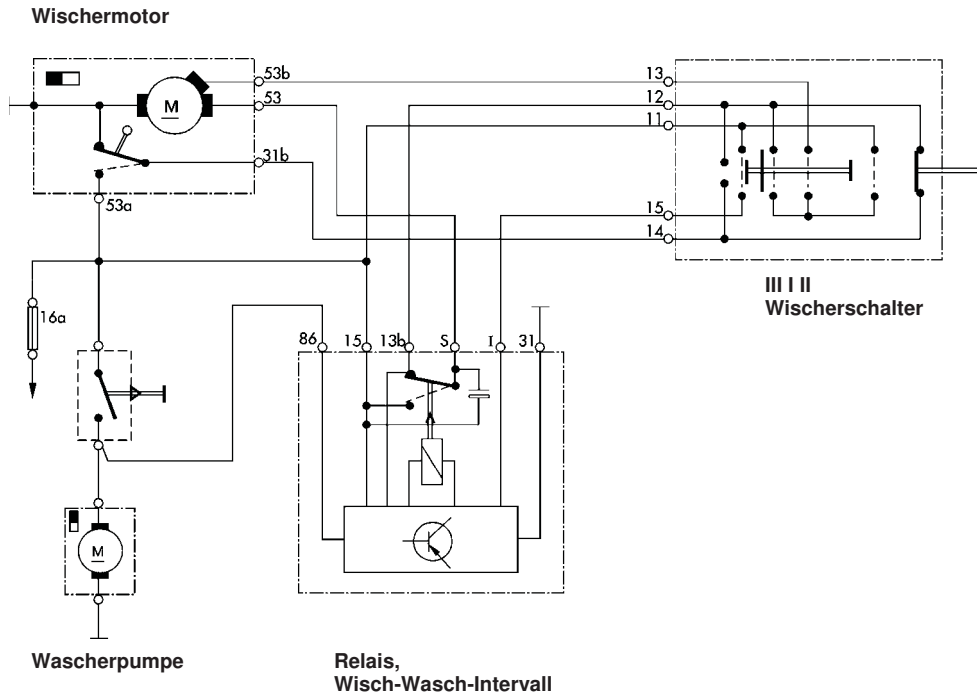 Wischermotor
53b
53
31b
53a
M
13
12
11
15
14
III I II
Wischerschalter
16a
86
15
13b
S
I
31
M
Wascherpumpe
Relais,
Wisch-Wasch-Intervall